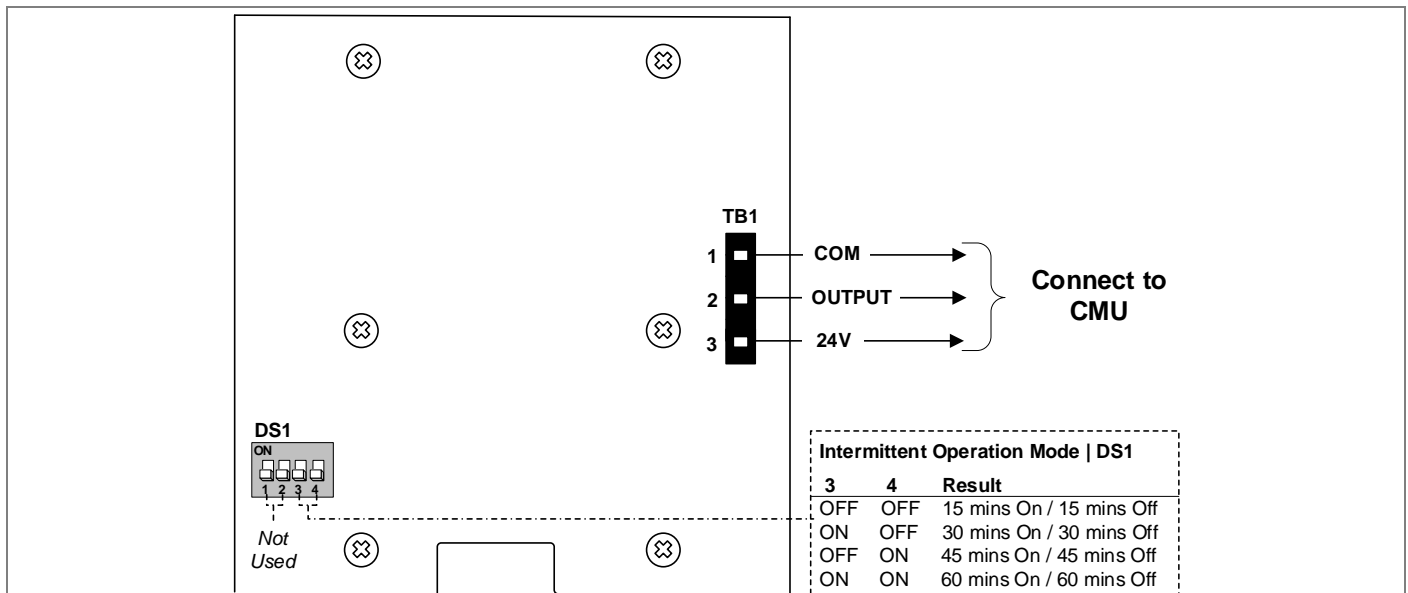 TB1
1 COM
2 OUTPUT
3 24V
Connect to
CMU
DS1
ON
1 2 3 4
Not
Used
Intermittent Operation Mode | DS1
3 4 Result
OFF OFF 15 mins On / 15 mins Off
ON OFF 30 mins On / 30 mins Off
OFF ON 45 mins On / 45 mins Off
ON ON 60 mins On / 60 mins Off